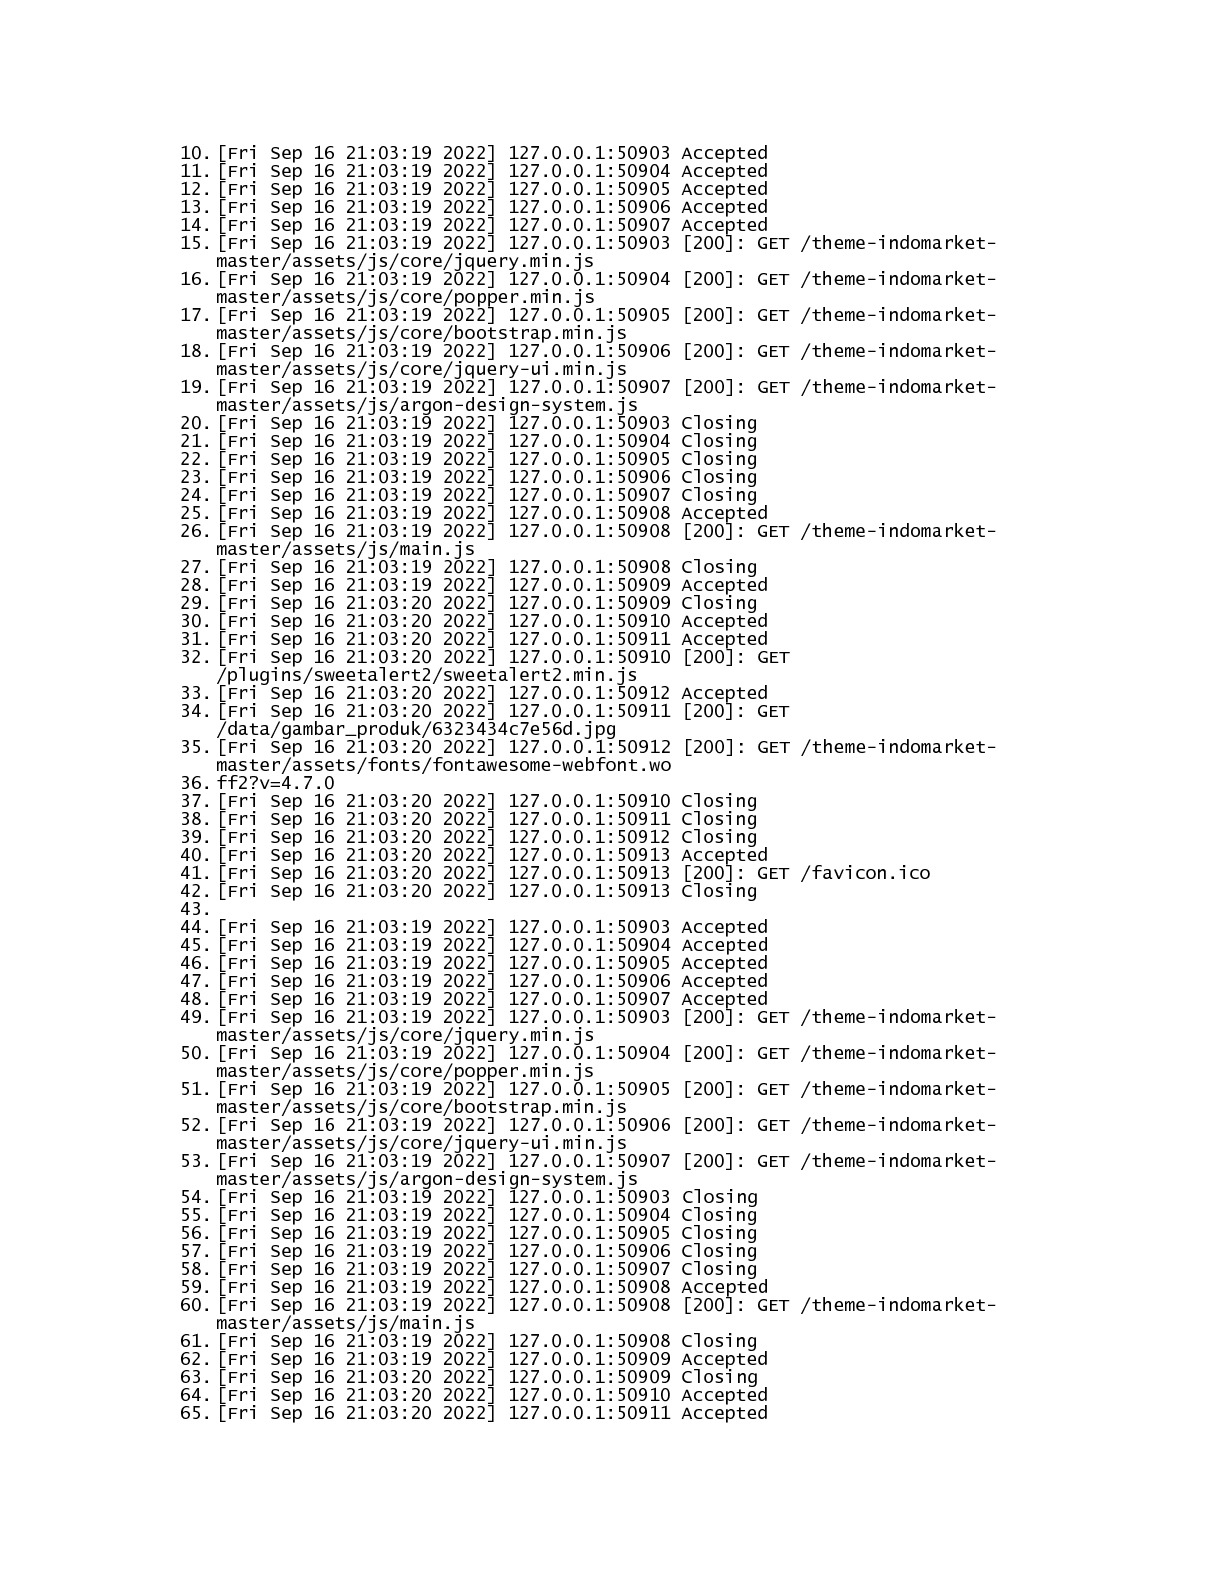 10. [Fri Sep 16 21:03:19 2022] 127.0.0.1:50903 Accepted
11. [Fri Sep 16 21:03:19 2022] 127.0.0.1:50904 Accepted
12. [Fri Sep 16 21:03:19 2022] 127.0.0.1:50905 Accepted
13. [Fri Sep 16 21:03:19 2022] 127.0.0.1:50906 Accepted
14. [Fri Sep 16 21:03:19 2022] 127.0.0.1:50907 Accepted
15. [Fri Sep 16 21:03:19 2022] 127.0.0.1:50903 [200]: GET /theme-indomarket-
master/assets/js/core/jquery.min.js
16. [Fri Sep 16 21:03:19 2022] 127.0.0.1:50904 [200]: GET /theme-indomarket-
master/assets/js/core/popper.min.js
17. [Fri Sep 16 21:03:19 2022] 127.0.0.1:50905 [200]: GET /theme-indomarket-
master/assets/js/core/bootstrap.min.js
18. [Fri Sep 16 21:03:19 2022] 127.0.0.1:50906 [200]: GET /theme-indomarket-
master/assets/js/core/jquery-ui.min.js
19. [Fri Sep 16 21:03:19 2022] 127.0.0.1:50907 [200]: GET /theme-indomarket-
master/assets/js/argon-design-system.js
20. [Fri Sep 16 21:03:19 2022] 127.0.0.1:50903 Closing
21. [Fri Sep 16 21:03:19 2022] 127.0.0.1:50904 Closing
22. [Fri Sep 16 21:03:19 2022] 127.0.0.1:50905 Closing
23. [Fri Sep 16 21:03:19 2022] 127.0.0.1:50906 Closing
24. [Fri Sep 16 21:03:19 2022] 127.0.0.1:50907 Closing
25. [Fri Sep 16 21:03:19 2022] 127.0.0.1:50908 Accepted
26. [Fri Sep 16 21:03:19 2022] 127.0.0.1:50908 [200]: GET /theme-indomarket-
master/assets/js/main.js
27. [Fri Sep 16 21:03:19 2022] 127.0.0.1:50908 Closing
28. [Fri Sep 16 21:03:19 2022] 127.0.0.1:50909 Accepted
29. [Fri Sep 16 21:03:20 2022] 127.0.0.1:50909 Closing
30. [Fri Sep 16 21:03:20 2022] 127.0.0.1:50910 Accepted
31. [Fri Sep 16 21:03:20 2022] 127.0.0.1:50911 Accepted
32. [Fri Sep 16 21:03:20 2022] 127.0.0.1:50910 [200]: GET
/plugins/sweetalert2/sweetalert2.min.js
33. [Fri Sep 16 21:03:20 2022] 127.0.0.1:50912 Accepted
34. [Fri Sep 16 21:03:20 2022] 127.0.0.1:50911 [200]: GET
/data/gambar_produk/6323434c7e56d.jpg
35. [Fri Sep 16 21:03:20 2022] 127.0.0.1:50912 [200]: GET /theme-indomarket-
master/assets/fonts/fontawesome-webfont.wo
36. ff2?v=4.7.0
37. [Fri Sep 16 21:03:20 2022] 127.0.0.1:50910 Closing
38. [Fri Sep 16 21:03:20 2022] 127.0.0.1:50911 Closing
39. [Fri Sep 16 21:03:20 2022] 127.0.0.1:50912 Closing
40. [Fri Sep 16 21:03:20 2022] 127.0.0.1:50913 Accepted
41. [Fri Sep 16 21:03:20 2022] 127.0.0.1:50913 [200]: GET /favicon.ico
42. [Fri Sep 16 21:03:20 2022] 127.0.0.1:50913 Closing
43.
44. [Fri Sep 16 21:03:19 2022] 127.0.0.1:50903 Accepted
45. [Fri Sep 16 21:03:19 2022] 127.0.0.1:50904 Accepted
46. [Fri Sep 16 21:03:19 2022] 127.0.0.1:50905 Accepted
47. [Fri Sep 16 21:03:19 2022] 127.0.0.1:50906 Accepted
48. [Fri Sep 16 21:03:19 2022] 127.0.0.1:50907 Accepted
49. [Fri Sep 16 21:03:19 2022] 127.0.0.1:50903 [200]: GET /theme-indomarket-
master/assets/js/core/jquery.min.js
50. [Fri Sep 16 21:03:19 2022] 127.0.0.1:50904 [200]: GET /theme-indomarket-
master/assets/js/core/popper.min.js
51. [Fri Sep 16 21:03:19 2022] 127.0.0.1:50905 [200]: GET /theme-indomarket-
master/assets/js/core/bootstrap.min.js
52. [Fri Sep 16 21:03:19 2022] 127.0.0.1:50906 [200]: GET /theme-indomarket-
master/assets/js/core/jquery-ui.min.js
53. [Fri Sep 16 21:03:19 2022] 127.0.0.1:50907 [200]: GET /theme-indomarket-
master/assets/js/argon-design-system.js
54. [Fri Sep 16 21:03:19 2022] 127.0.0.1:50903 Closing
55. [Fri Sep 16 21:03:19 2022] 127.0.0.1:50904 Closing
56. [Fri Sep 16 21:03:19 2022] 127.0.0.1:50905 Closing
57. [Fri Sep 16 21:03:19 2022] 127.0.0.1:50906 Closing
58. [Fri Sep 16 21:03:19 2022] 127.0.0.1:50907 Closing
59. [Fri Sep 16 21:03:19 2022] 127.0.0.1:50908 Accepted
60. [Fri Sep 16 21:03:19 2022] 127.0.0.1:50908 [200]: GET /theme-indomarket-
master/assets/js/main.js
61. [Fri Sep 16 21:03:19 2022] 127.0.0.1:50908 Closing
62. [Fri Sep 16 21:03:19 2022] 127.0.0.1:50909 Accepted
63. [Fri Sep 16 21:03:20 2022] 127.0.0.1:50909 Closing
64. [Fri Sep 16 21:03:20 2022] 127.0.0.1:50910 Accepted
65. [Fri Sep 16 21:03:20 2022] 127.0.0.1:50911 Accepted